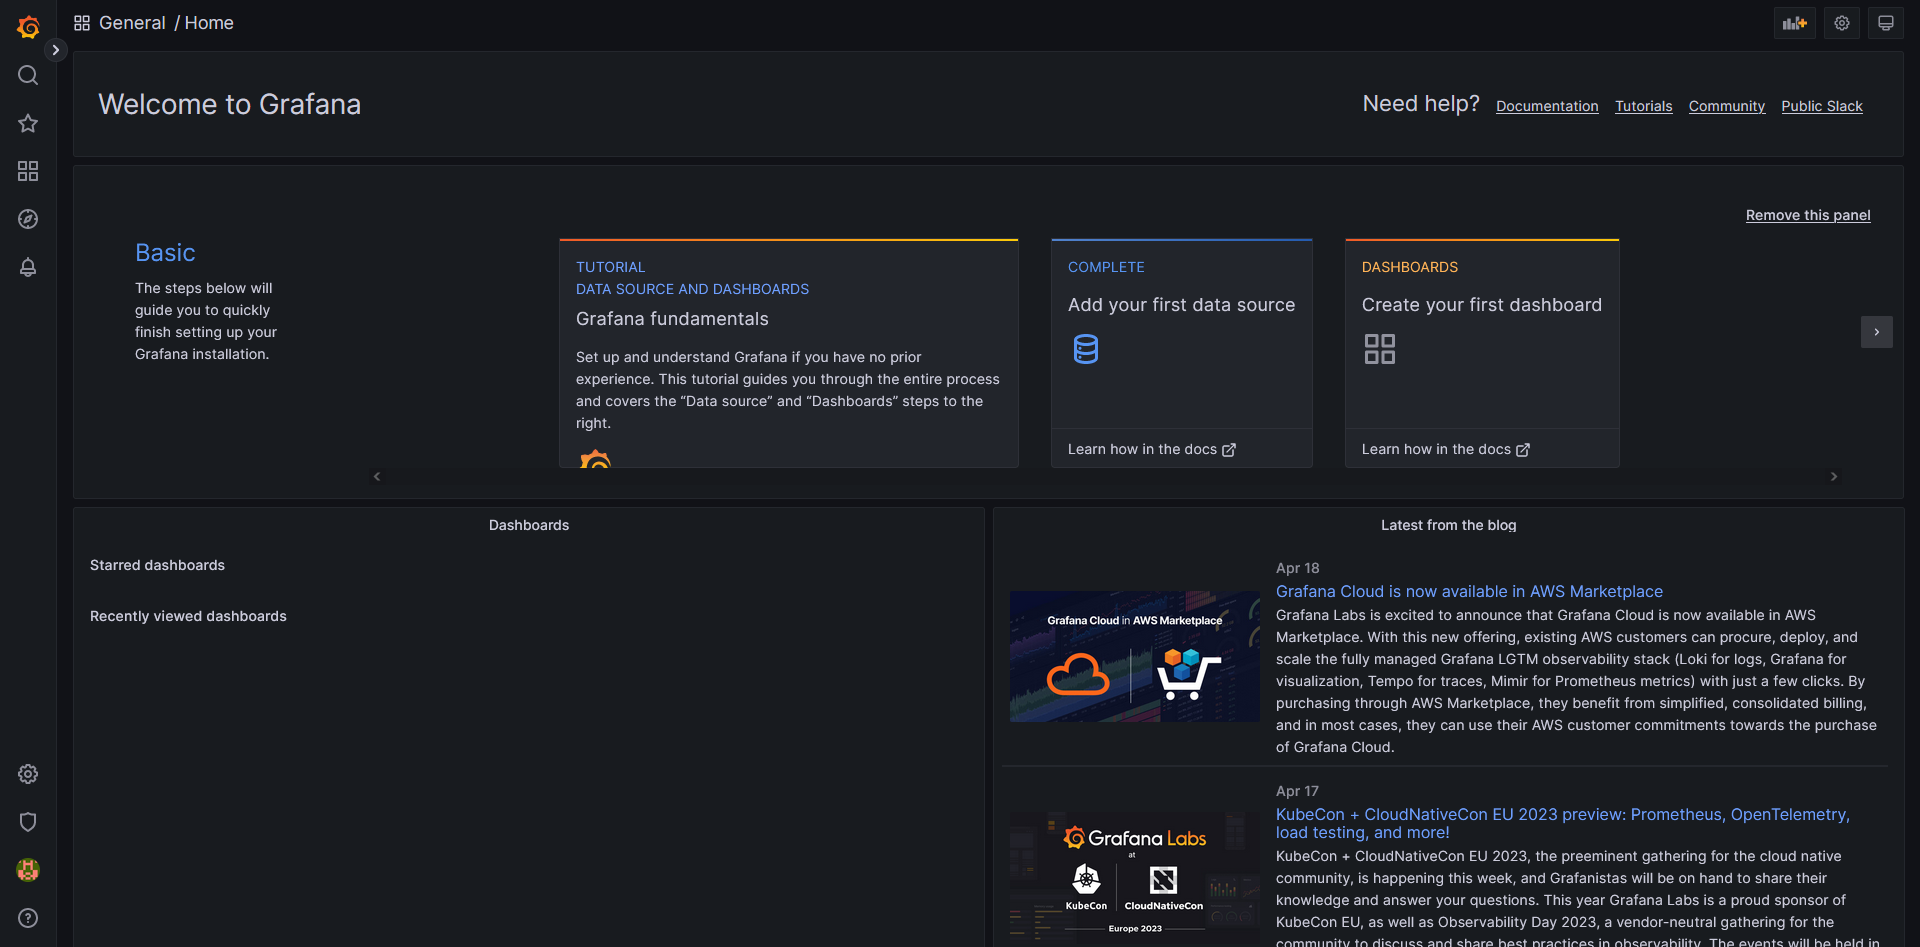 General / Home
Welcome to Grafana
Need help? Documentation Tutorials Community Public Slack
Remove this panel
Basic
The steps below will
guide you to quickly
finish setting up your
Grafana installation.
TUTORIAL
DATA SOURCE AND DASHBOARDS
Grafana fundamentals
Set up and understand Grafana if you have no prior
experience. This tutorial guides you through the entire process
and covers the “Data source” and “Dashboards” steps to the
right.
COMPLETE
Add your first data source
Learn how in the docs
DASHBOARDS
Create your first dashboard
Learn how in the docs
Dashboards
Starred dashboards
Recently viewed dashboards
Latest from the blog
Grafana Cloud in AWS Marketplace
Apr 18
Grafana Cloud is now available in AWS Marketplace
Grafana Labs is excited to announce that Grafana Cloud is now available in AWS
Marketplace. With this new offering, existing AWS customers can procure, deploy, and
scale the fully managed Grafana LGTM observability stack (Loki for logs, Grafana for
visualization, Tempo for traces, Mimir for Prometheus metrics) with just a few clicks. By
purchasing through AWS Marketplace, they benefit from simplified, consolidated billing,
and in most cases, they can use their AWS customer commitments towards the purchase
of Grafana Cloud.
Grafana Labs
at
KubeCon CloudNativeCon
Europe 2023
Apr 17
KubeCon + CloudNativeCon EU 2023 preview: Prometheus, OpenTelemetry,
load testing, and more!
KubeCon + CloudNativeCon EU 2023, the preeminent gathering for the cloud native
community, is happening this week, and Grafanistas will be on hand to share their
knowledge and answer your questions. This year Grafana Labs is a proud sponsor of
KubeCon EU, as well as Observability Day 2023, a vendor-neutral gathering for the
community to discuss and share best practices in observability. The events will be held in